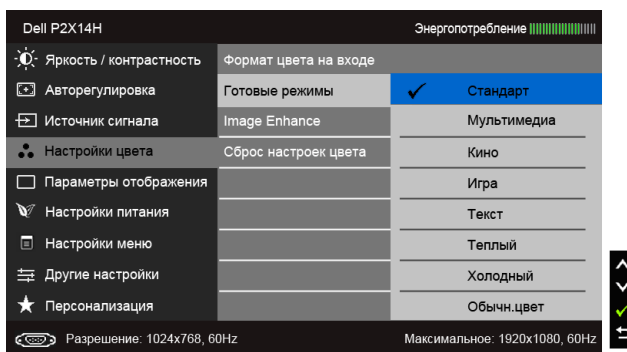 Dell P2X14H
Энергопотребление
Яркость / контрастность
Формат цвета на входе
Авторегулировка
Готовые режимы
Стандарт
Источник сигнала
Image Enhance
Мультимедиа
Настройки цвета
Сброс настроек цвета
Кино
Параметры отображения
Игра
Настройки питания
Текст
Настройки меню
Теплый
Другие настройки
Холодный
Персонализация
Обычн.цвет
Разрешение: 1024x768, 60Hz
Максимальное: 1920x1080, 60Hz